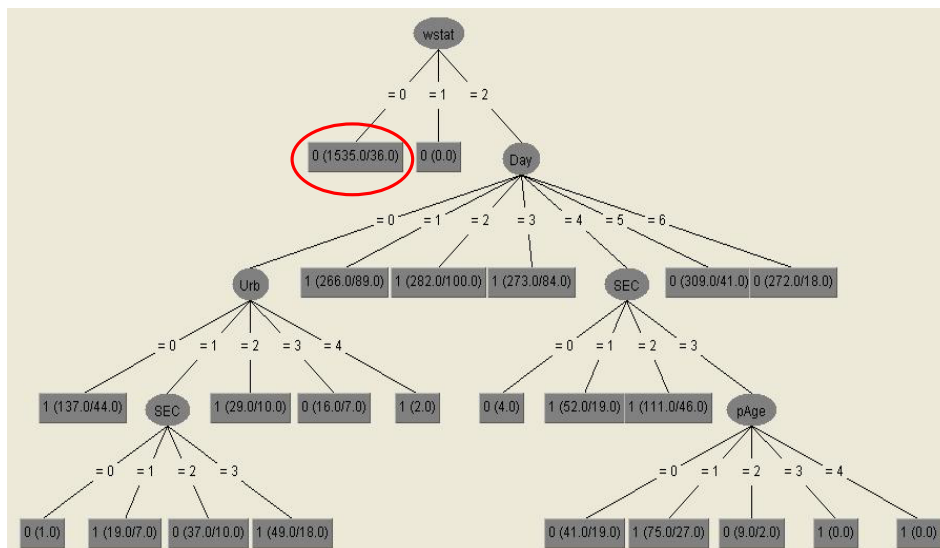 wstat
= 0 = 1 = 2
0 (1535.0/36.0) 0 (0.0) Day
= 0 = 1 = 2 = 3 = 4 = 5 = 6
Urb 1 (266.0/89.0) 1 (282.0/100.0) 1 (273.0/84.0) SEC 0 (309.0/41.0) 0 (272.0/18.0)
= 0 = 1 = 2 = 3 = 4 = 0 = 1 = 2 = 3
1 (137.0/44.0) SEC 1 (29.0/10.0) 0 (16.0/7.0) 1 (2.0) 0 (4.0) 1 (52.0/19.0) 1 (111.0/46.0) pAge
= 0 = 1 = 2 = 3 = 0 = 1 = 2 = 3 = 4
0 (1.0) 1 (19.0/7.0) 0 (37.0/10.0) 1 (49.0/18.0) 0 (41.0/19.0) 1 (75.0/27.0) 0 (9.0/2.0) 1 (0.0) 1 (0.0)